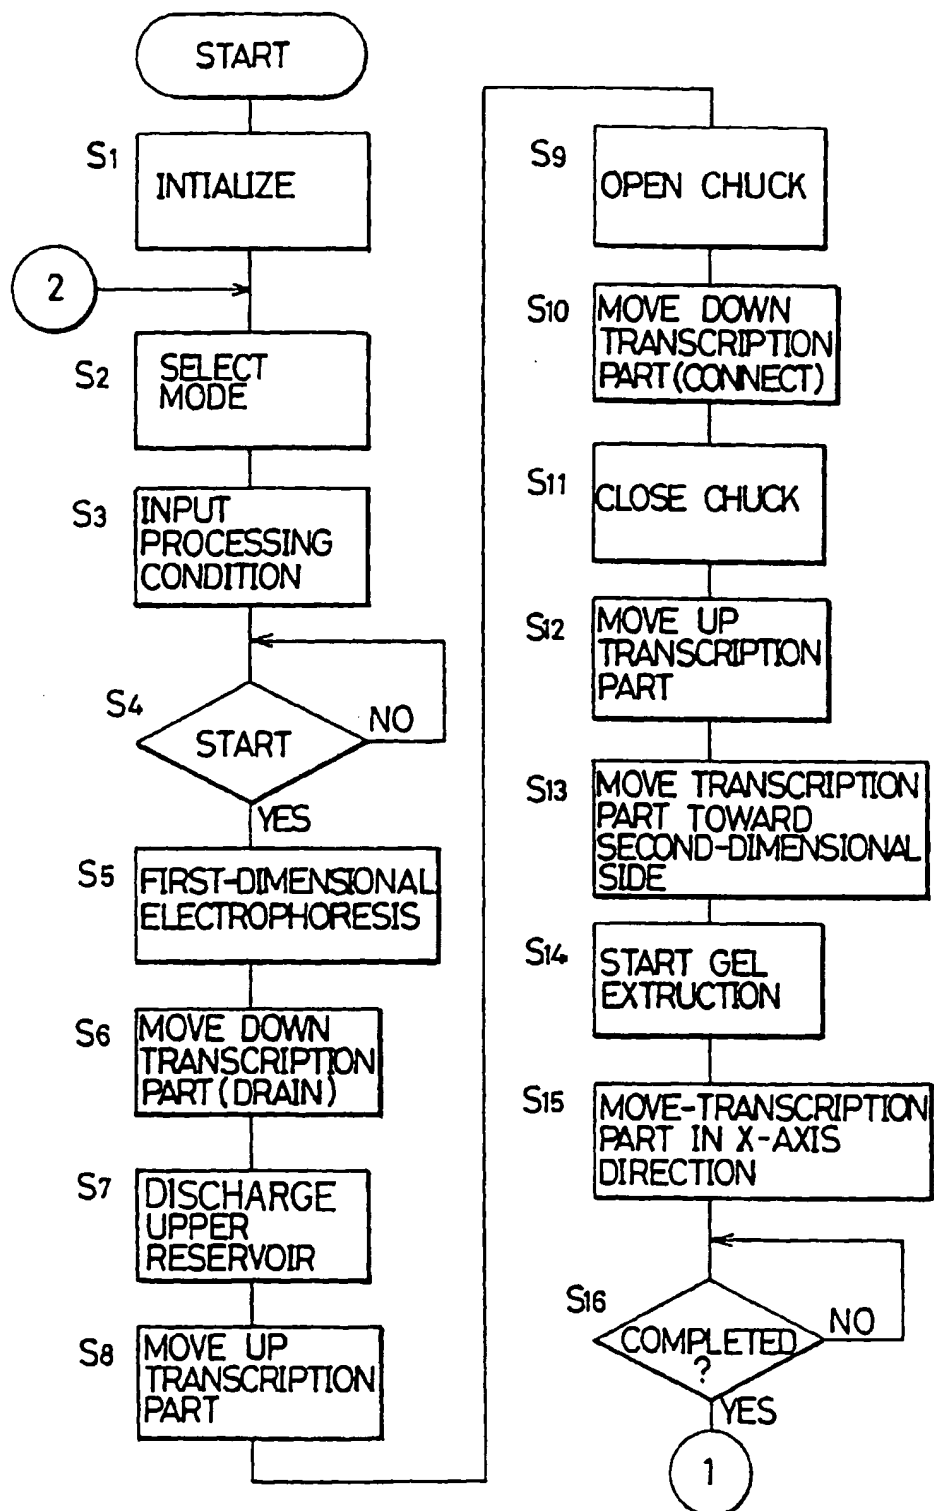 START
S1
INTIALIZE
2
S2
SELECT
MODE
S3
INPUT
PROCESSING
CONDITION
S4
START
NO
YES
S5
FIRST-DIMENSIONAL
ELECTROPHORESIS
S6
MOVE DOWN
TRANSCRIPTION
PART(DRAIN)
S7
DISCHARGE
UPPER
RESERVOIR
S8
MOVE UP
TRANSCRIPTION
PART
S9
OPEN CHUCK
S10
MOVE DOWN
TRANSCRIPTION
PART(CONNECT)
S11
CLOSE CHUCK
S12
MOVE UP
TRANSCRIPTION
PART
S13
MOVE TRANSCRIPTION
PART TOWARD
SECOND-DIMENSIONAL
SIDE
S14
START GEL
EXTRUCTION
S15
MOVE-TRANSCRIPTION
PART IN X-AXIS
DIRECTION
S16
COMPLETED
?
NO
YES
1